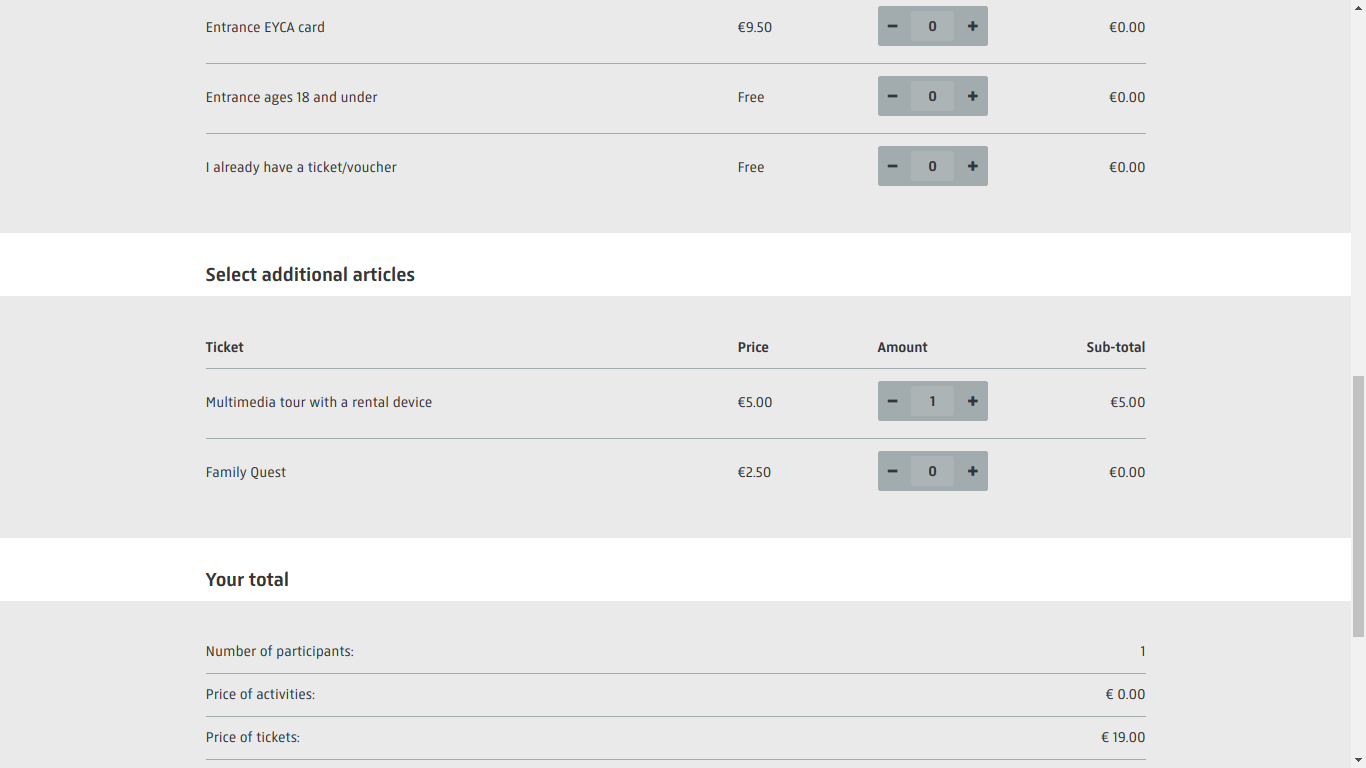 Entrance EYCA card €9.50 − 0 + €0.00
Entrance ages 18 and under Free − 0 + €0.00
I already have a ticket/voucher Free − 0 + €0.00
Select additional articles
Ticket Price Amount Sub-total
Multimedia tour with a rental device €5.00 − 1 + €5.00
Family Quest €2.50 − 0 + €0.00
Your total
Number of participants: 1
Price of activities: € 0.00
Price of tickets: € 19.00